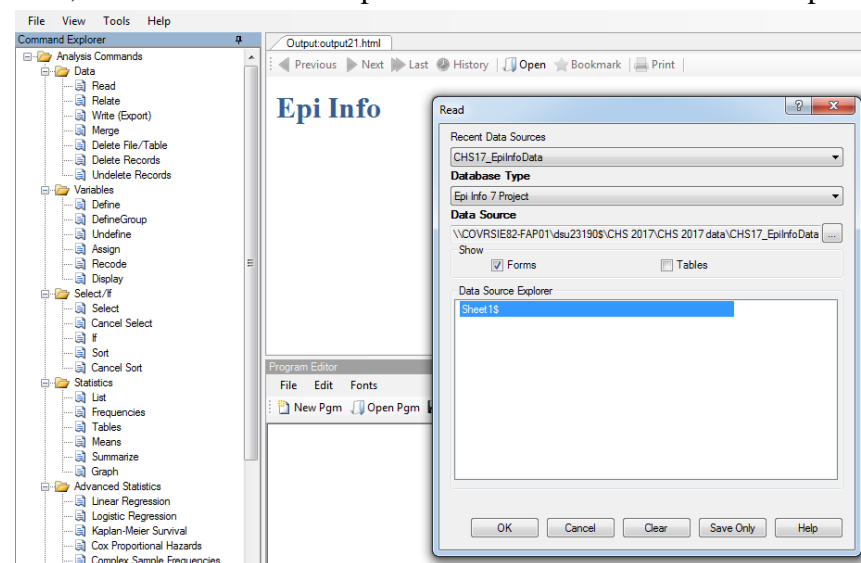 File View Tools Help
Command Explorer
Analysis Commands
Data
Read
Relate
Write (Export)
Merge
Delete File/Table
Delete Records
Undelete Records
Variables
Define
DefineGroup
Undefine
Assign
Recode
Display
Select/If
Select
Cancel Select
If
Sort
Cancel Sort
Statistics
List
Frequencies
Tables
Means
Summarize
Graph
Advanced Statistics
Linear Regression
Logistic Regression
Kaplan-Meier Survival
Cox Proportional Hazards
Complex Sample Frequencies
Output:output21.html
Previous Next Last History Open Bookmark Print
Epi Info
Program Editor
File Edit Fonts
New Pgm Open Pgm
Read
Recent Data Sources
CHS17_EpiInfoData
Database Type
Epi Info 7 Project
Data Source
\\COVRSIE82-FAP01\dsu23190$\CHS 2017\CHS 2017 data\CHS17_EpiInfoData ...
Show
Forms Tables
Data Source Explorer
Sheet1$
OK Cancel Clear Save Only Help